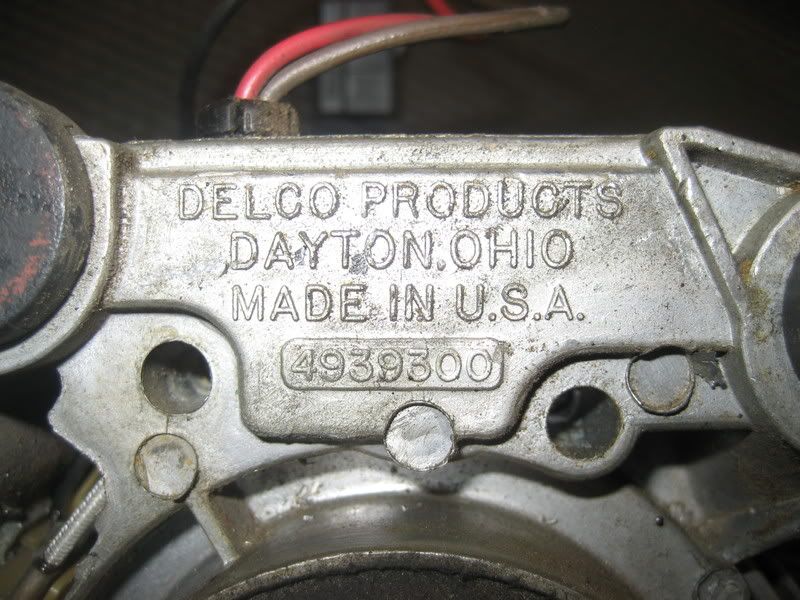 DELCO PRODUCTS
DAYTON, OHIO
MADE IN U.S.A.
4939300